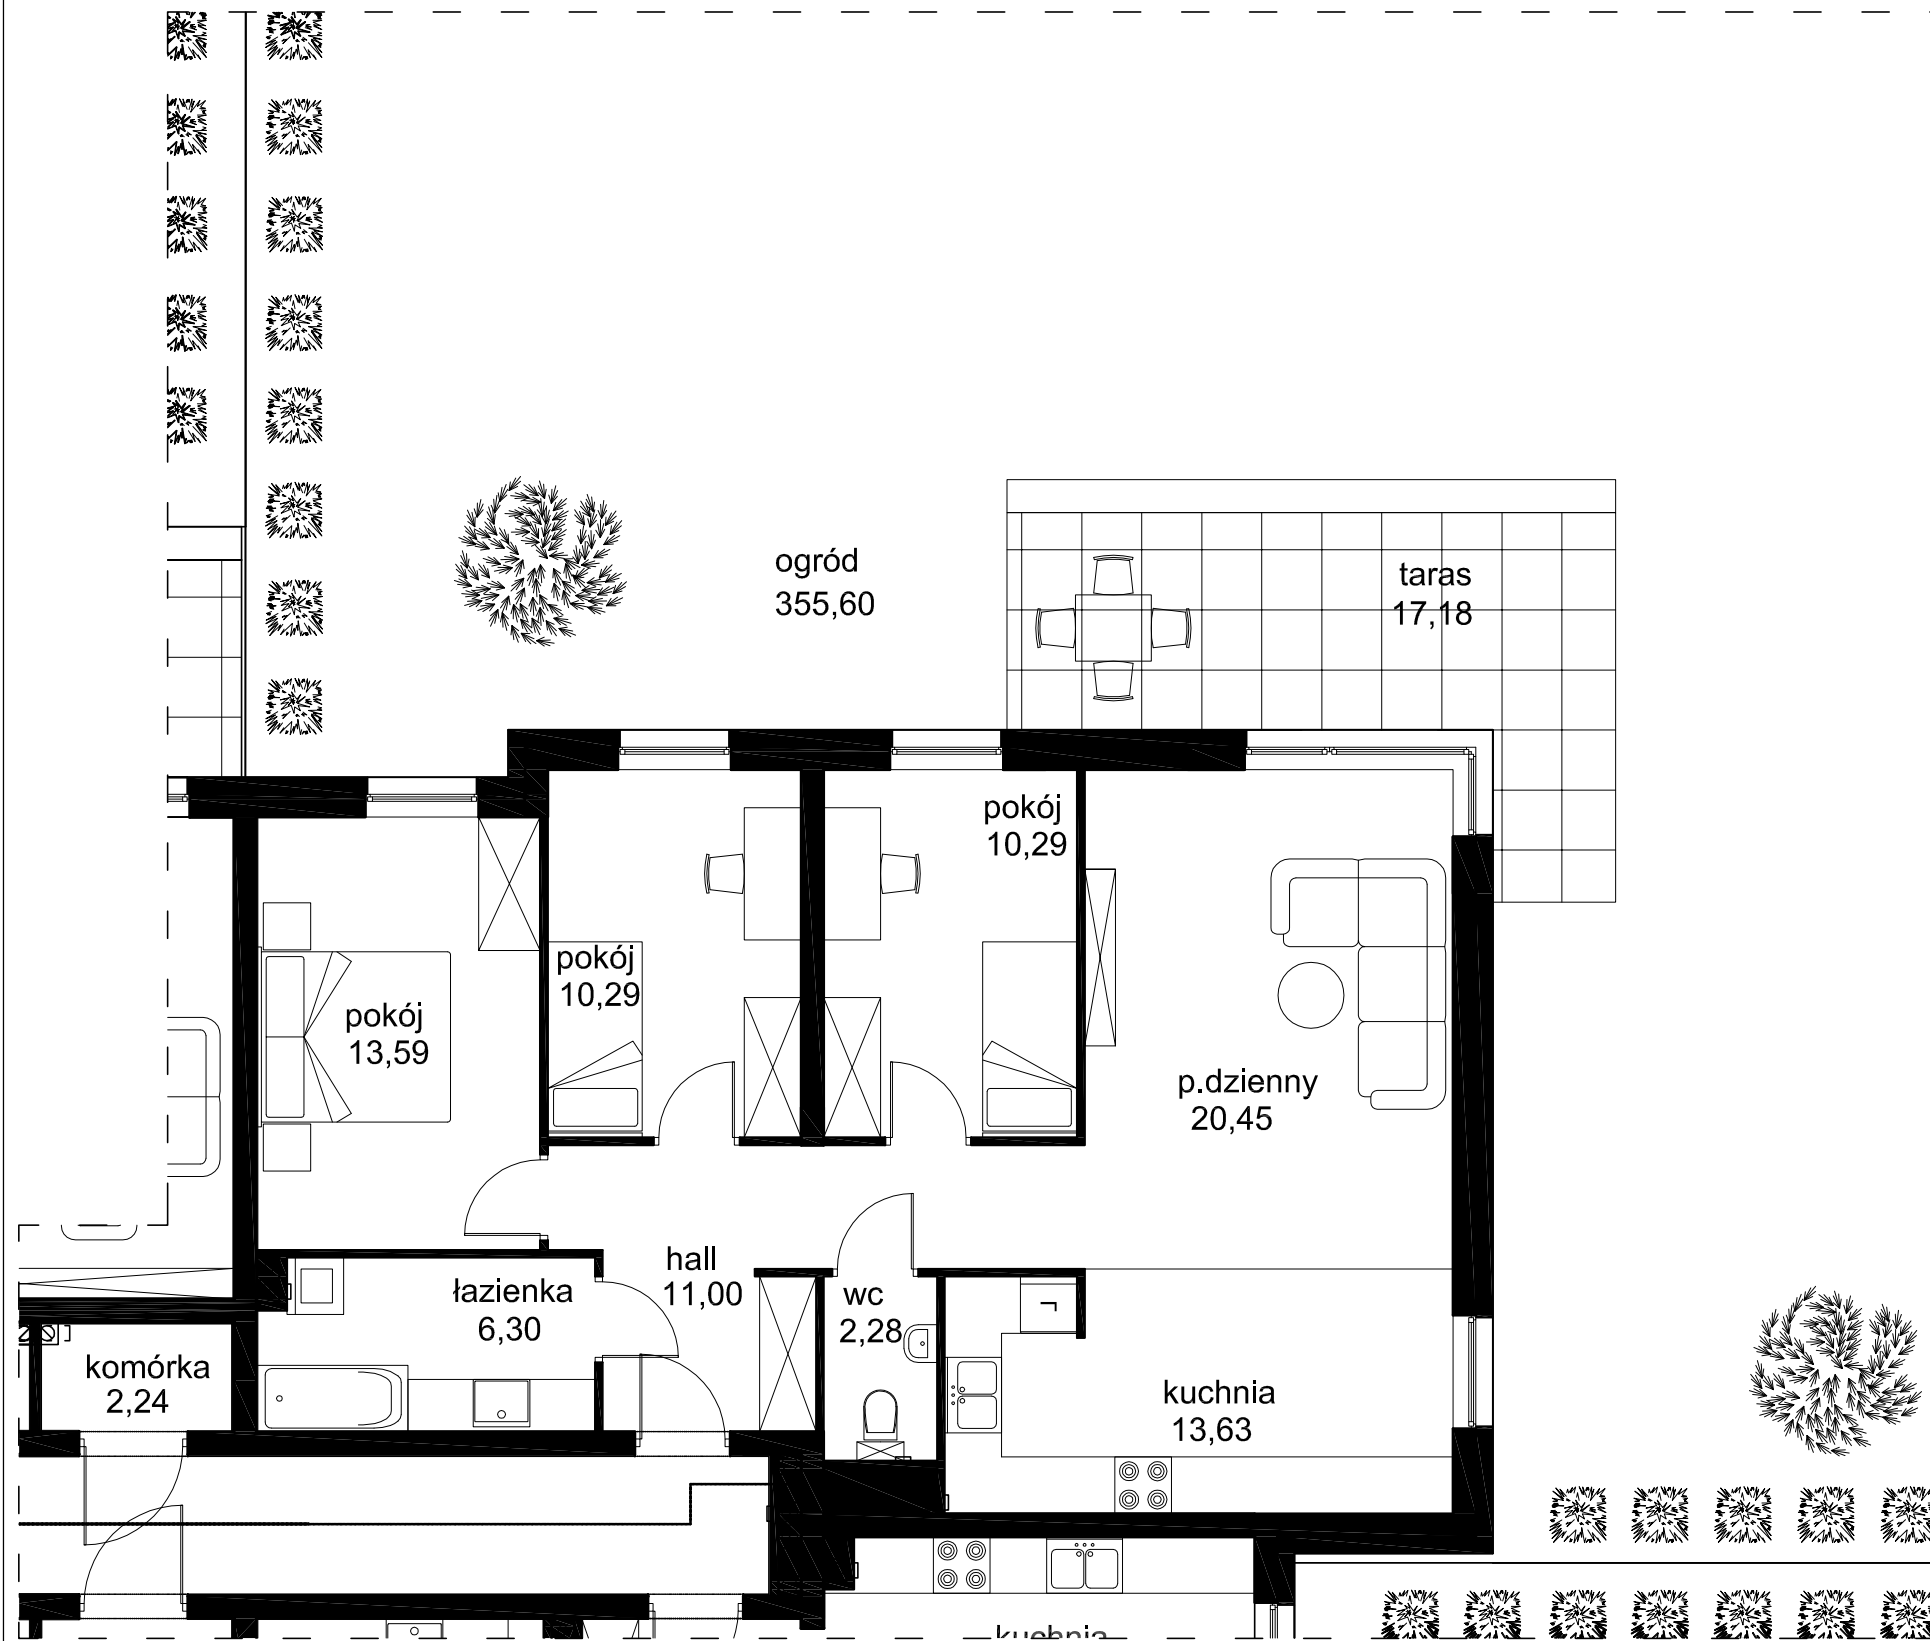 ogród
355,60
taras
17,18
pokój
10,29
pokój
10,29
pokój
13,59
p.dzienny
20,45
hall
11,00
łazienka
6,30
wc
2,28
komórka
2,24
kuchnia
13,63
kuchnia